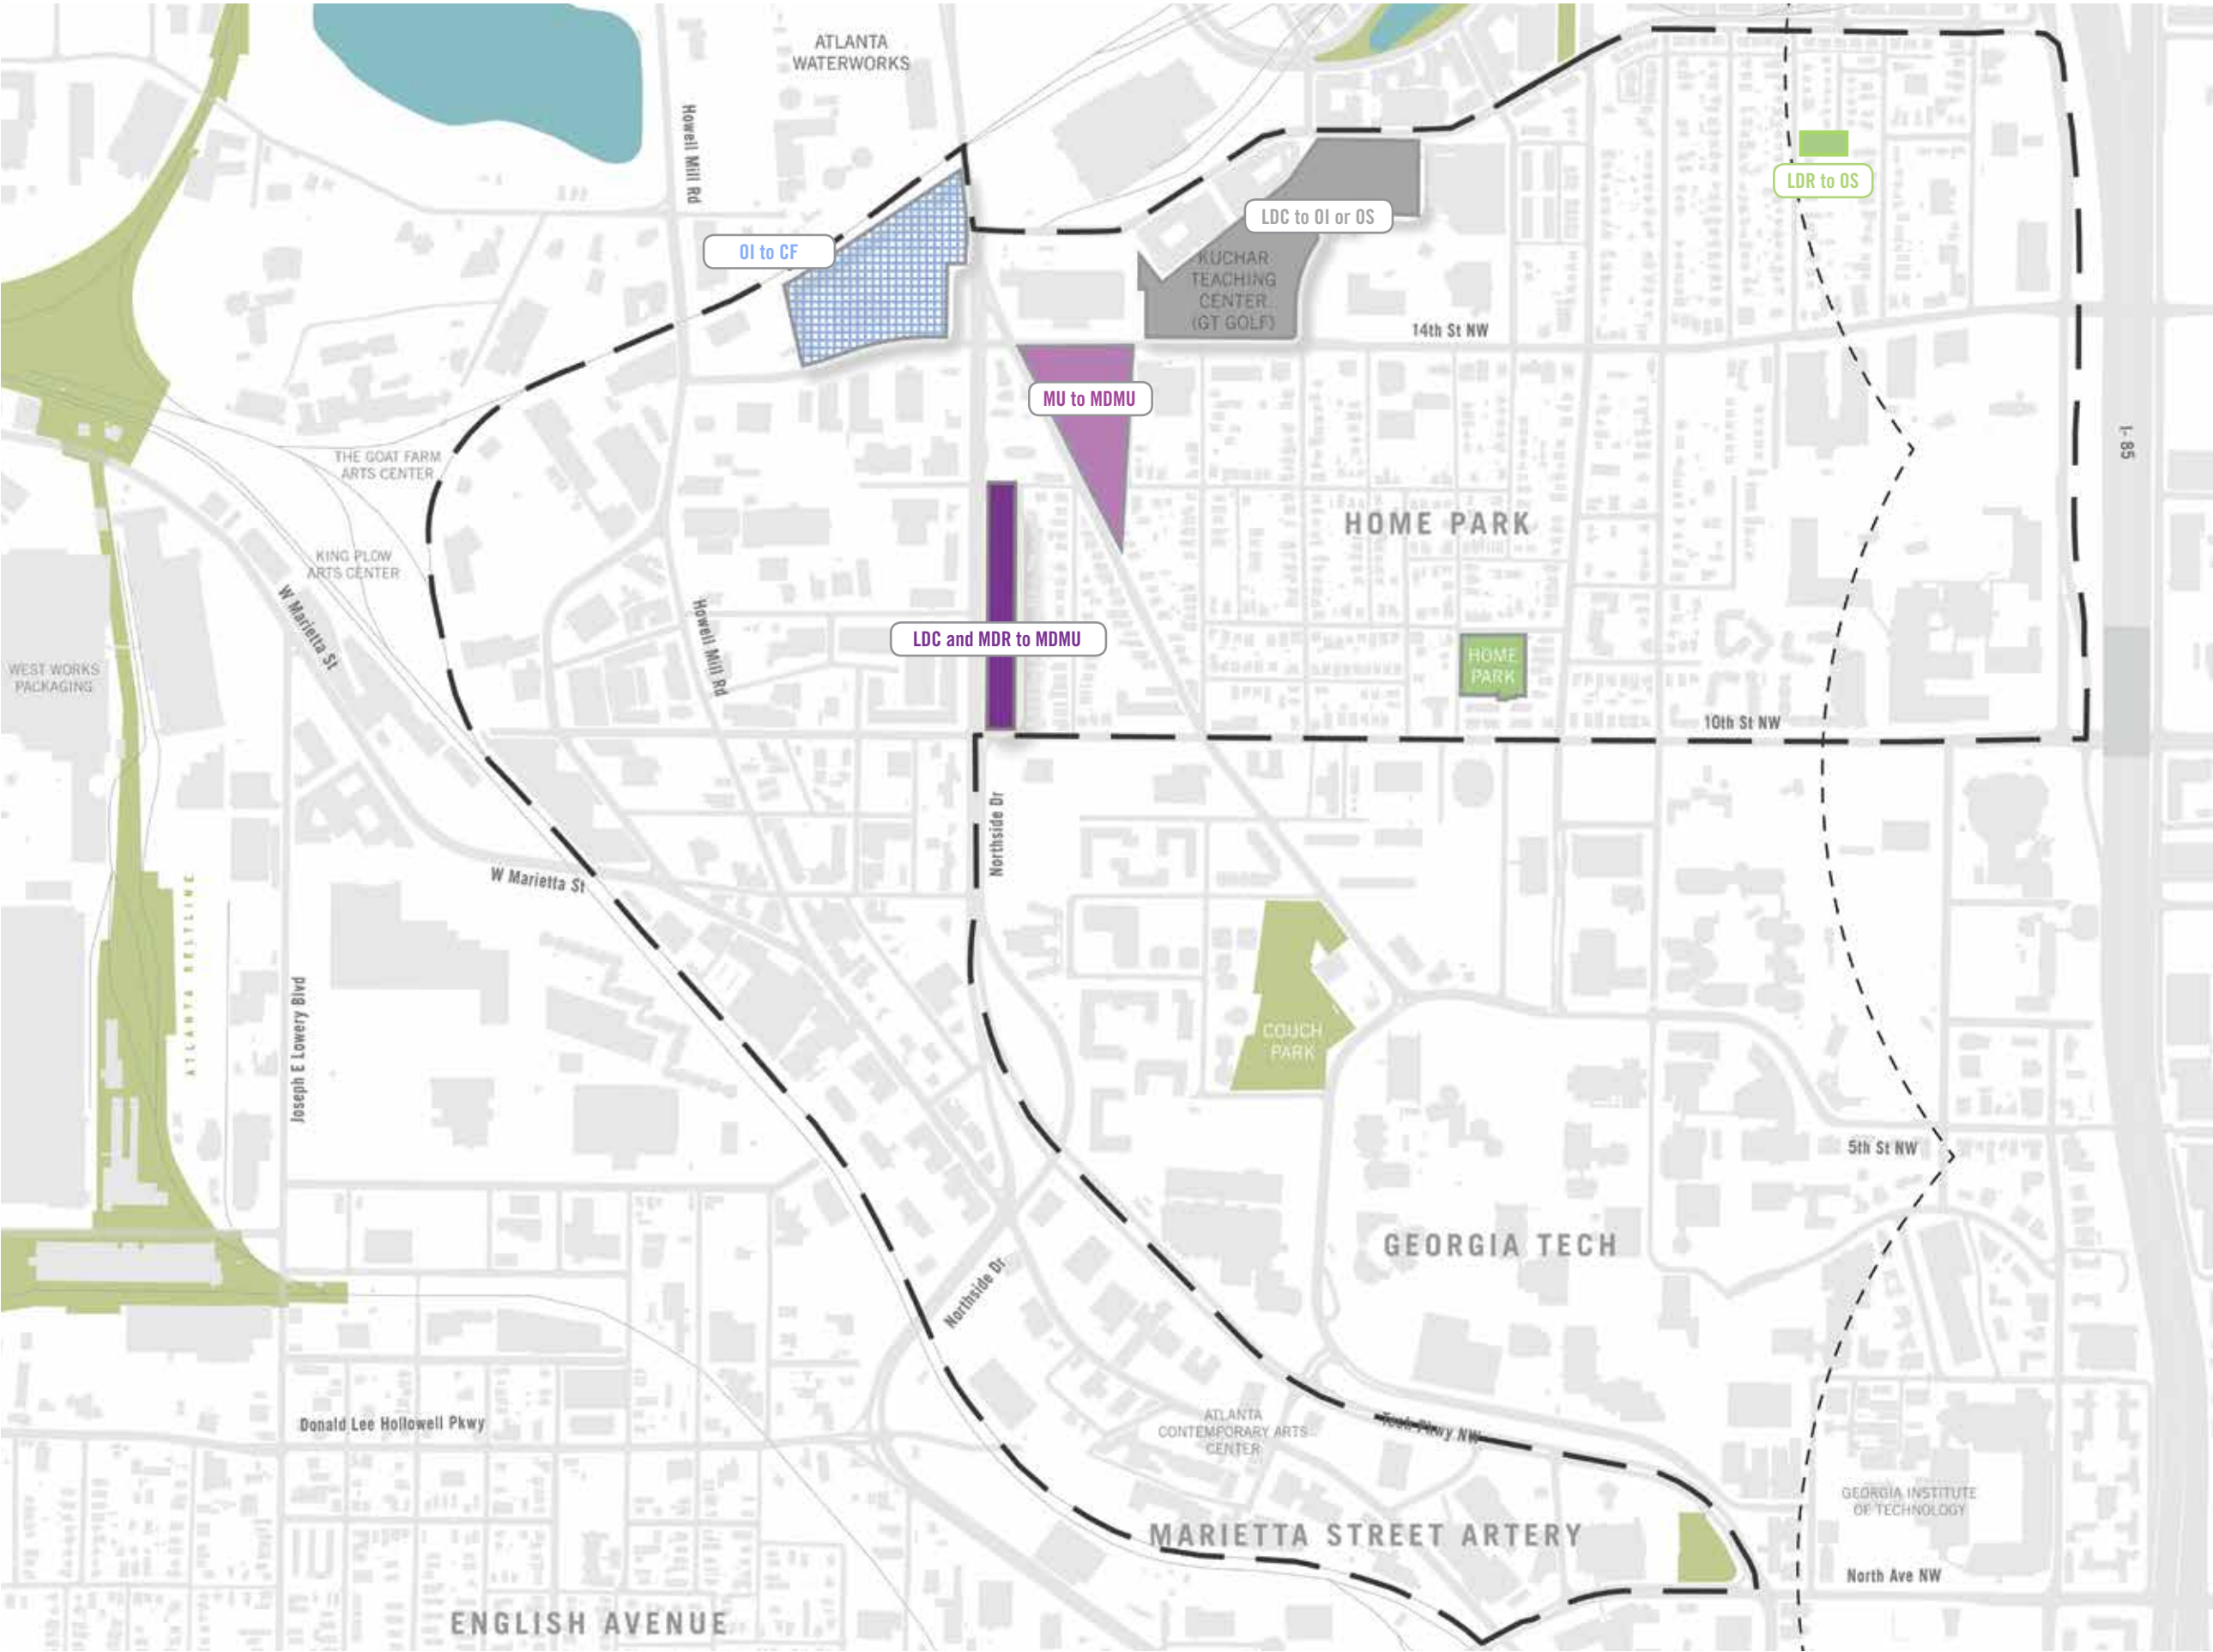 ATLANTA
WATERWORKS
Howell Mill Rd
LDR to OS
LDC to OI or OS
OI to CF
KUCHAR
TEACHING
CENTER
(GT GOLF)
14th St NW
MU to MDMU
I- 85
THE GOAT FARM
ARTS CENTER
HOME PARK
KING PLOW
ARTS CENTER
W Marietta St
Howell Mill Rd
LDC and MDR to MDMU
HOME
PARK
WEST WORKS
PACKAGING
10th St NW
Northside Dr
W Marietta St
ATLANTA BELTLINE
Joseph E Lowery Blvd
COUCH
PARK
5th St NW
GEORGIA TECH
Northside Dr
Donald Lee Hollowell Pkwy
ATLANTA
CONTEMPORARY ARTS
CENTER
Tech Pkwy NW
GEORGIA INSTITUTE
OF TECHNOLOGY
MARIETTA STREET ARTERY
North Ave NW
ENGLISH AVENUE